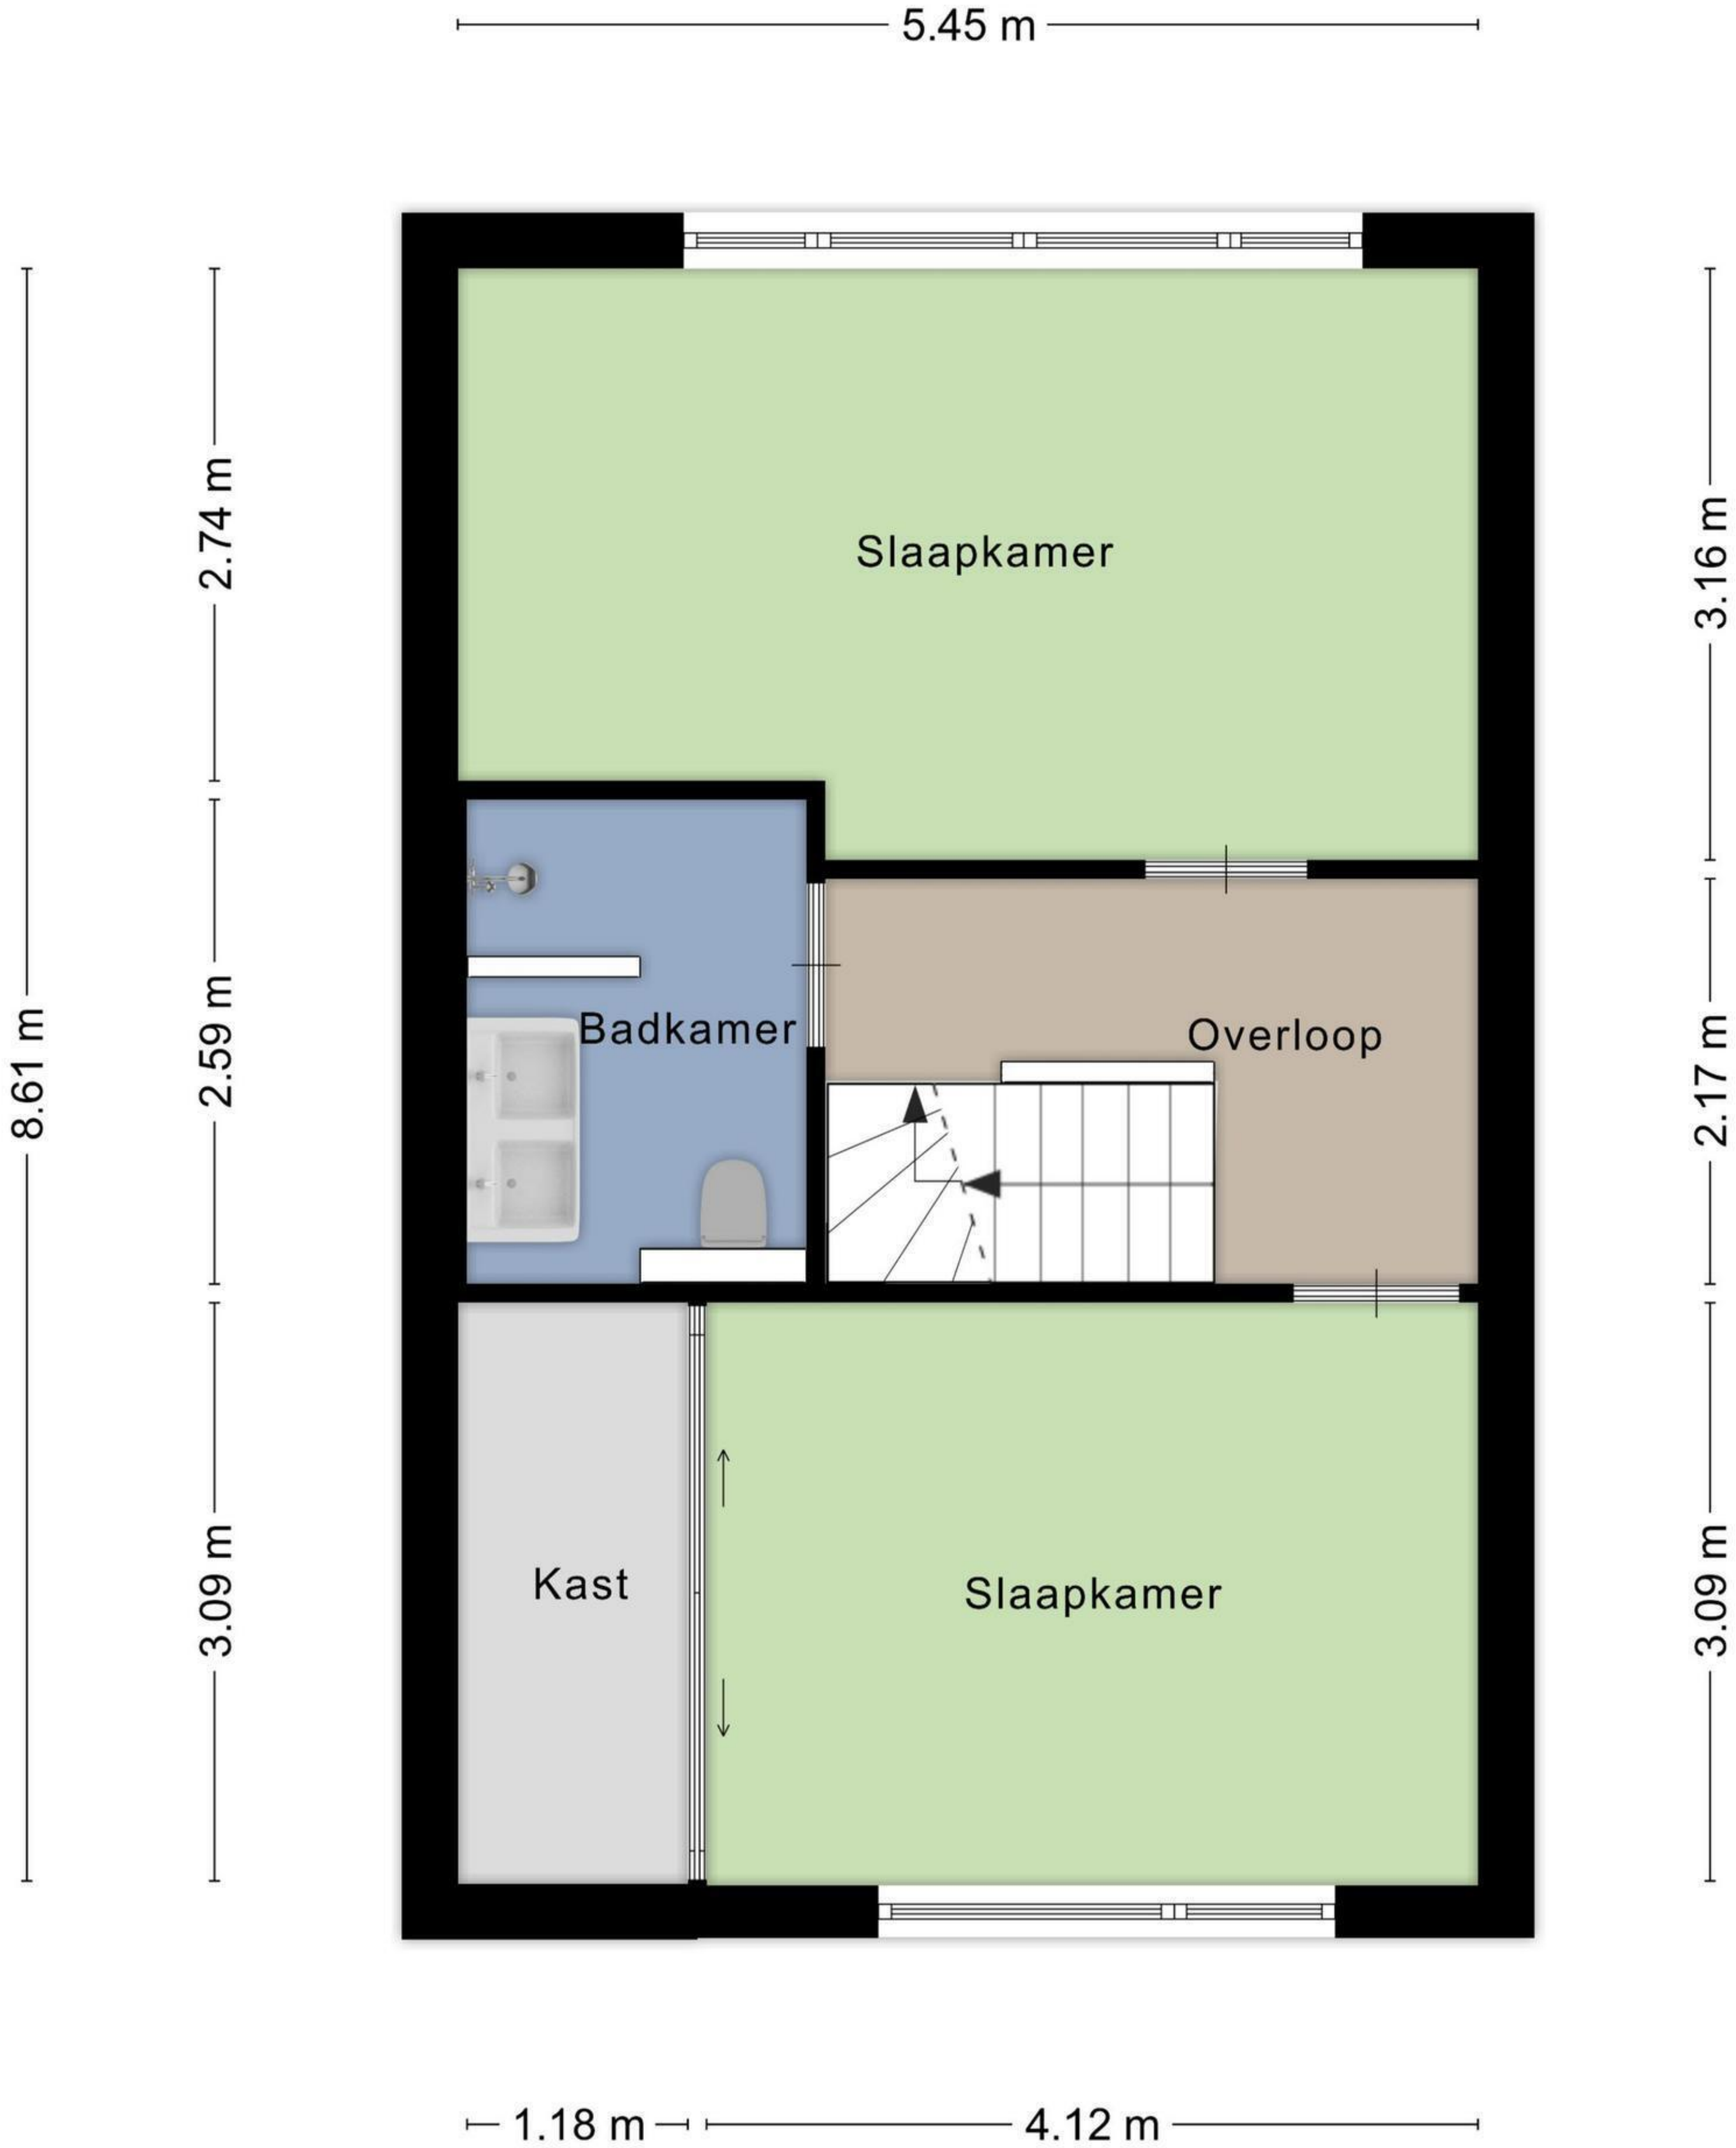 5.45 m
2.74 m
3.16 m
Slaapkamer
8.61 m
2.59 m
Badkamer
Overloop
2.17 m
3.09 m
Kast
Slaapkamer
3.09 m
1.18 m
4.12 m